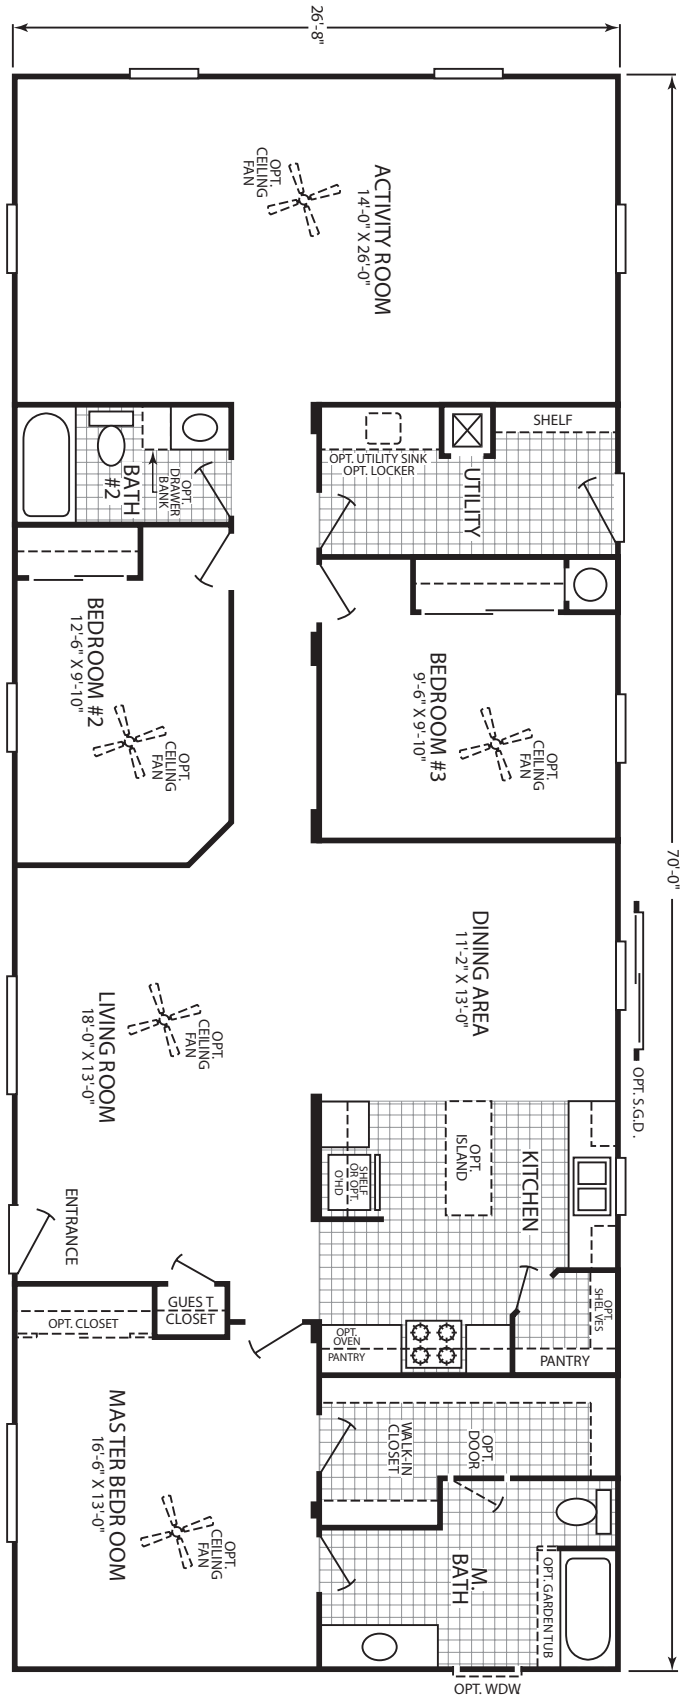 26'-8"
70'-0"
OPT.
CEILING
FAN
ACTIVITY ROOM
14'-0" X 26'-0"
SHELF
OPT. UTILITY SINK
OPT. LOCKER
UTILITY
OPT.
DRAWER
BANK
BATH
#2
BEDROOM #2
12'-6" X 9'-10"
OPT.
CEILING
FAN
BEDROOM #3
9'-6" X 9'-10"
OPT.
CEILING
FAN
DINING AREA
11'-2" X 13'-0"
OPT. S.G.D.
LIVING ROOM
18'-0" X 13'-0"
OPT.
CEILING
FAN
KITCHEN
OPT.
ISLAND
SHELF
OR OPT.
O'HD
ENTRANCE
OPT.
SHELVES
GUEST
CLOSET
OPT. CLOSET
OPT.
OVEN
PANTRY
PANTRY
WALK-IN
CLOSET
OPT.
DOOR
MASTER BEDROOM
16'-6" X 13'-0"
OPT.
CEILING
FAN
M.
BATH
OPT. GARDEN TUB
OPT. WDW